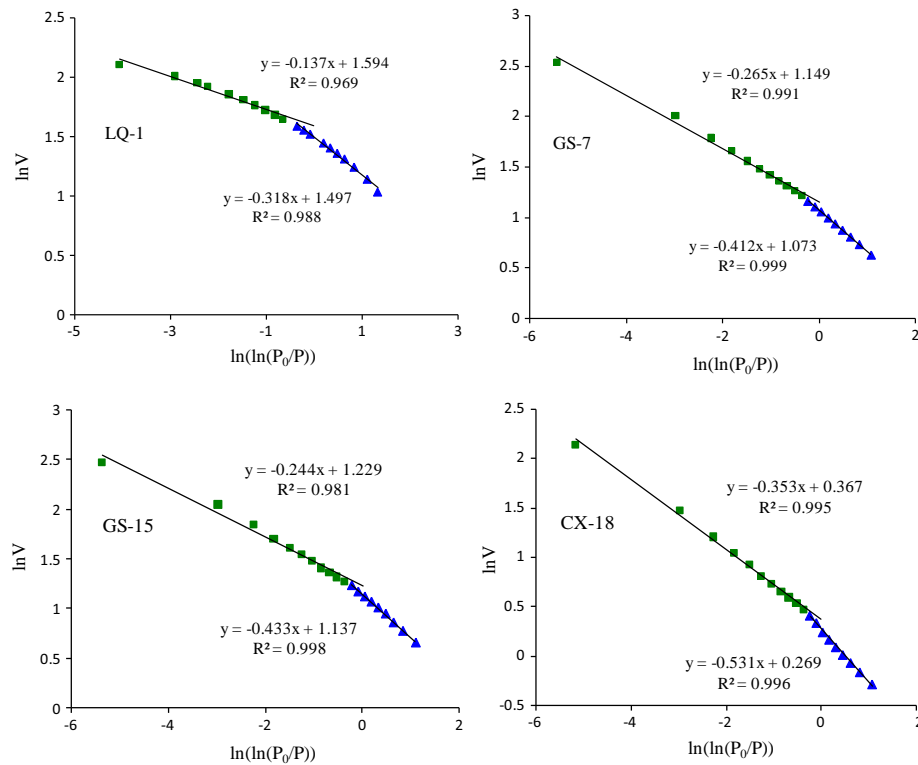 2.5
2
1.5
1
0.5
0
-5
-3
-1
1
3
lnV
ln(ln(P₀/P))
LQ-1
y = -0.137x + 1.594
R² = 0.969
y = -0.318x + 1.497
R² = 0.988
3
2.5
2
1.5
1
0.5
0
-6
-4
-2
0
2
lnV
ln(ln(P₀/P))
GS-7
y = -0.265x + 1.149
R² = 0.991
y = -0.412x + 1.073
R² = 0.999
3
2.5
2
1.5
1
0.5
0
-6
-4
-2
0
2
lnV
ln(ln(P₀/P))
GS-15
y = -0.244x + 1.229
R² = 0.981
y = -0.433x + 1.137
R² = 0.998
2.5
2
1.5
1
0.5
0
-0.5
-6
-4
-2
0
2
lnV
ln(ln(P₀/P))
CX-18
y = -0.353x + 0.367
R² = 0.995
y = -0.531x + 0.269
R² = 0.996